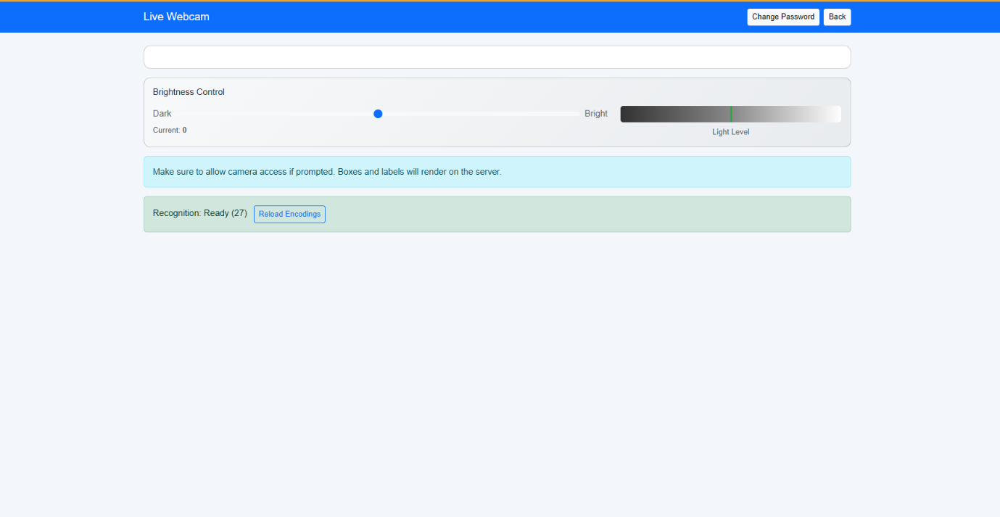 Live Webcam
Change Password
Back
Brightness Control
Dark
Bright
Current: 0
Light Level
Make sure to allow camera access if prompted. Boxes and labels will render on the server.
Recognition: Ready (27)
Reload Encodings